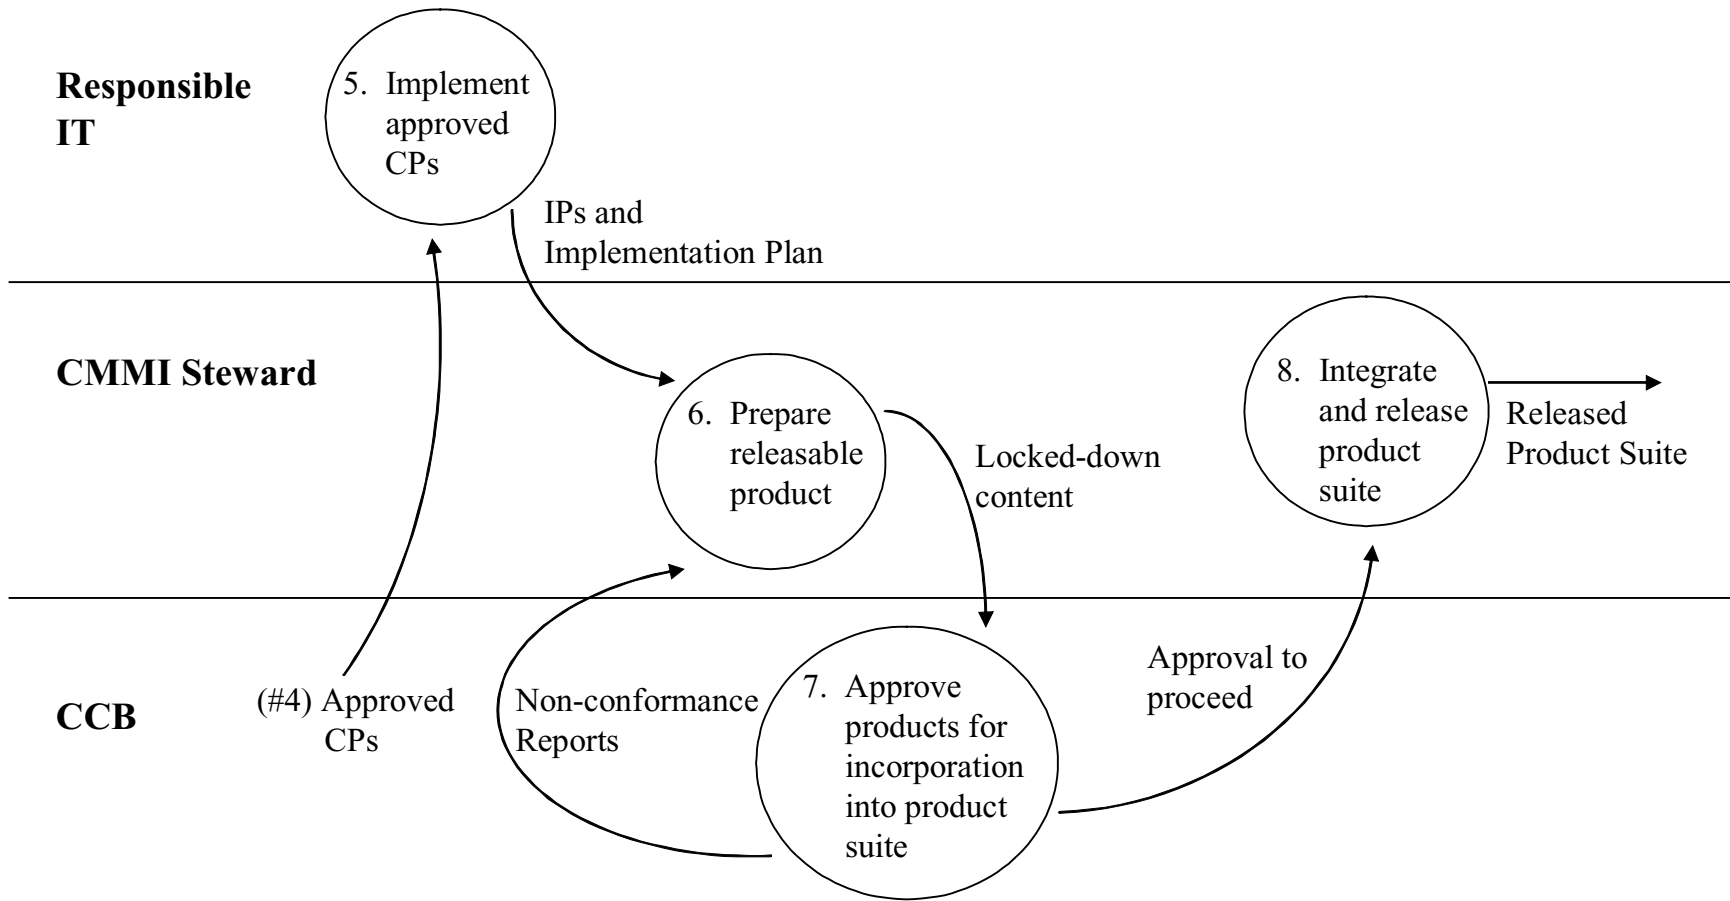 Responsible
IT
5. Implement
approved
CPs
IPs and
Implementation Plan
CMMI Steward
6. Prepare
releasable
product
Locked-down
content
8. Integrate
and release
product
suite
Released
Product Suite
CCB
(#4) Approved
CPs
Non-conformance
Reports
7. Approve
products for
incorporation
into product
suite
Approval to
proceed